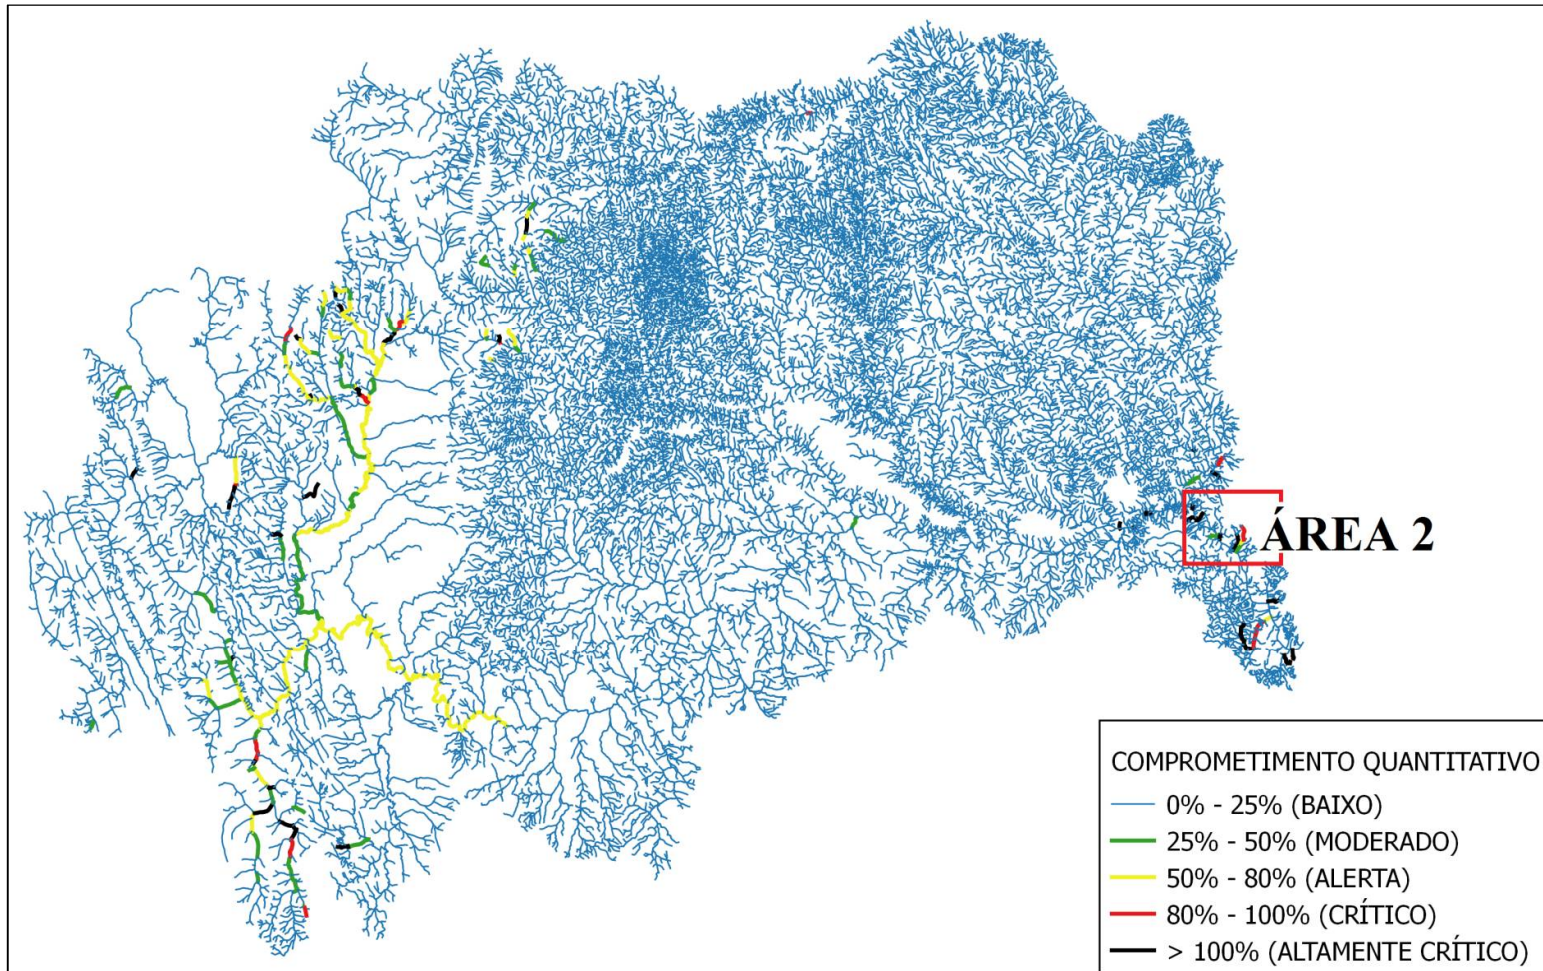 ÁREA 2
COMPROMETIMENTO QUANTITATIVO
0% - 25% (BAIXO)
25% - 50% (MODERADO)
50% - 80% (ALERTA)
80% - 100% (CRÍTICO)
> 100% (ALTAMENTE CRÍTICO)